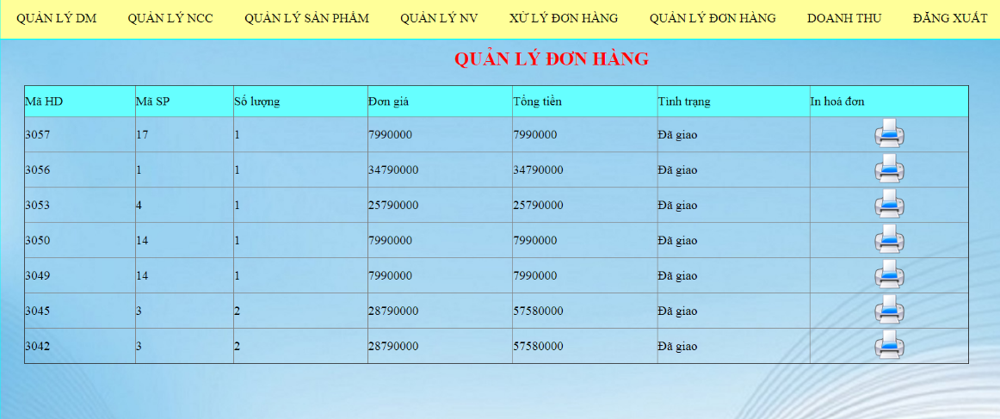 QUẢN LÝ DM QUẢN LÝ NCC QUẢN LÝ SẢN PHẨM QUẢN LÝ NV XỬ LÝ ĐƠN HÀNG QUẢN LÝ ĐƠN HÀNG DOANH THU ĐĂNG XUẤT
QUẢN LÝ ĐƠN HÀNG
Mã HD Mã SP Số lượng Đơn giá Tổng tiền Tình trạng In hoá đơn
3057 17 1 7990000 7990000 Đã giao
3056 1 1 34790000 34790000 Đã giao
3053 4 1 25790000 25790000 Đã giao
3050 14 1 7990000 7990000 Đã giao
3049 14 1 7990000 7990000 Đã giao
3045 3 2 28790000 57580000 Đã giao
3042 3 2 28790000 57580000 Đã giao